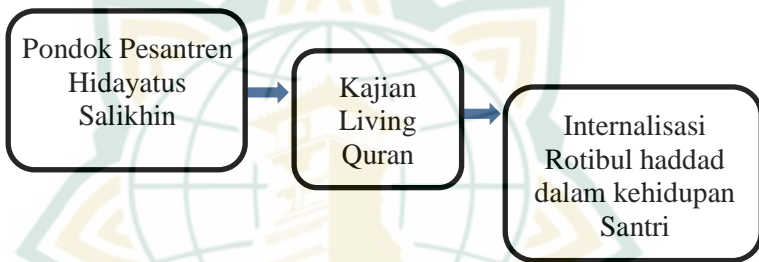 Pondok Pesantren
Hidayatus
Salikhin
Kajian
Living
Quran
Internalisasi
Rotibul haddad
dalam kehidupan
Santri